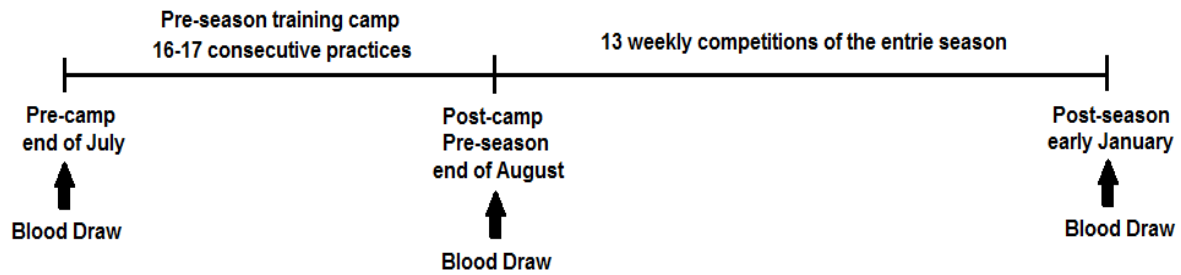 Pre-season training camp
16-17 consecutive practices
13 weekly competitions of the entrie season
Pre-camp
end of July
Blood Draw
Post-camp
Pre-season
end of August
Blood Draw
Post-season
early January
Blood Draw